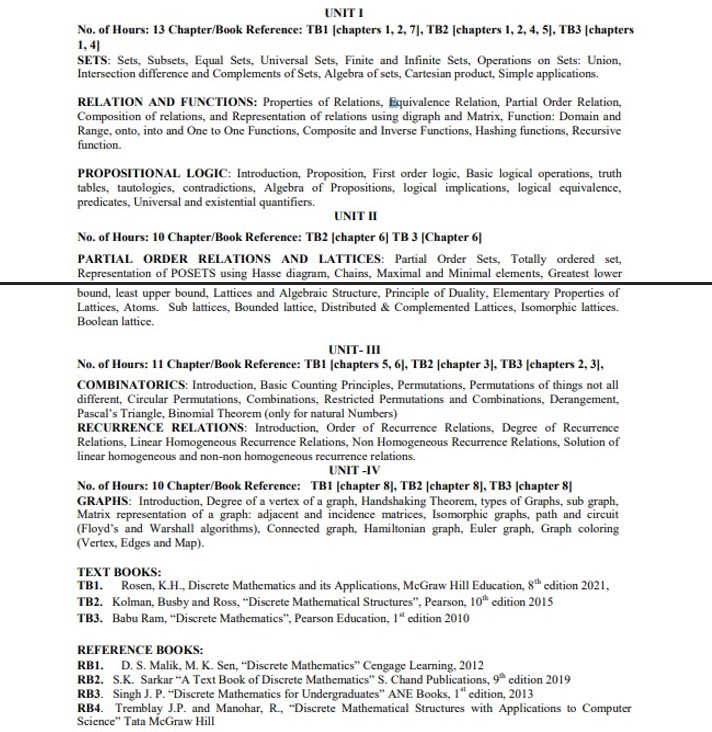 UNIT I
No. of Hours: 13 Chapter/Book Reference: TB1 [chapters 1, 2, 7], TB2 [chapters 1, 2, 4, 5], TB3 [chapters
1, 4]
SETS: Sets, Subsets, Equal Sets, Universal Sets, Finite and Infinite Sets, Operations on Sets: Union,
Intersection difference and Complements of Sets, Algebra of sets, Cartesian product, Simple applications.
RELATION AND FUNCTIONS: Properties of Relations, Equivalence Relation, Partial Order Relation,
Composition of relations, and Representation of relations using digraph and Matrix, Function: Domain and
Range, onto, into and One to One Functions, Composite and Inverse Functions, Hashing functions, Recursive
function.
PROPOSITIONAL LOGIC: Introduction, Proposition, First order logic, Basic logical operations, truth
tables, tautologies, contradictions, Algebra of Propositions, logical implications, logical equivalence,
predicates, Universal and existential quantifiers.
UNIT II
No. of Hours: 10 Chapter/Book Reference: TB2 [chapter 6] TB 3 [Chapter 6]
PARTIAL ORDER RELATIONS AND LATTICES: Partial Order Sets, Totally ordered set,
Representation of POSETS using Hasse diagram, Chains, Maximal and Minimal elements, Greatest lower
bound, least upper bound, Lattices and Algebraic Structure, Principle of Duality, Elementary Properties of
Lattices, Atoms. Sub lattices, Bounded lattice, Distributed & Complemented Lattices, Isomorphic lattices.
Boolean lattice.
UNIT- III
No. of Hours: 11 Chapter/Book Reference: TB1 [chapters 5, 6], TB2 [chapter 3], TB3 [chapters 2, 3],
COMBINATORICS: Introduction, Basic Counting Principles, Permutations, Permutations of things not all
different, Circular Permutations, Combinations, Restricted Permutations and Combinations, Derangement,
Pascal's Triangle, Binomial Theorem (only for natural Numbers)
RECURRENCE RELATIONS: Introduction, Order of Recurrence Relations, Degree of Recurrence
Relations, Linear Homogeneous Recurrence Relations, Non Homogeneous Recurrence Relations, Solution of
linear homogeneous and non-non homogeneous recurrence relations.
UNIT -IV
No. of Hours: 10 Chapter/Book Reference: TB1 [chapter 8], TB2 [chapter 8], TB3 [chapter 8]
GRAPHS: Introduction, Degree of a vertex of a graph, Handshaking Theorem, types of Graphs, sub graph,
Matrix representation of a graph: adjacent and incidence matrices, Isomorphic graphs, path and circuit
(Floyd's and Warshall algorithms), Connected graph, Hamiltonian graph, Euler graph, Graph coloring
(Vertex, Edges and Map).
TEXT BOOKS:
TB1. Rosen, K.H., Discrete Mathematics and its Applications, McGraw Hill Education, 8th edition 2021,
TB2. Kolman, Busby and Ross, "Discrete Mathematical Structures", Pearson, 10th edition 2015
TB3. Babu Ram, "Discrete Mathematics", Pearson Education, 1st edition 2010
REFERENCE BOOKS:
RB1. D. S. Malik, M. K. Sen, "Discrete Mathematics" Cengage Learning, 2012
RB2. S.K. Sarkar "A Text Book of Discrete Mathematics" S. Chand Publications, 9th edition 2019
RB3. Singh J. P. "Discrete Mathematics for Undergraduates" ANE Books, 1st edition, 2013
RB4. Tremblay J.P. and Manohar, R., "Discrete Mathematical Structures with Applications to Computer
Science" Tata McGraw Hill